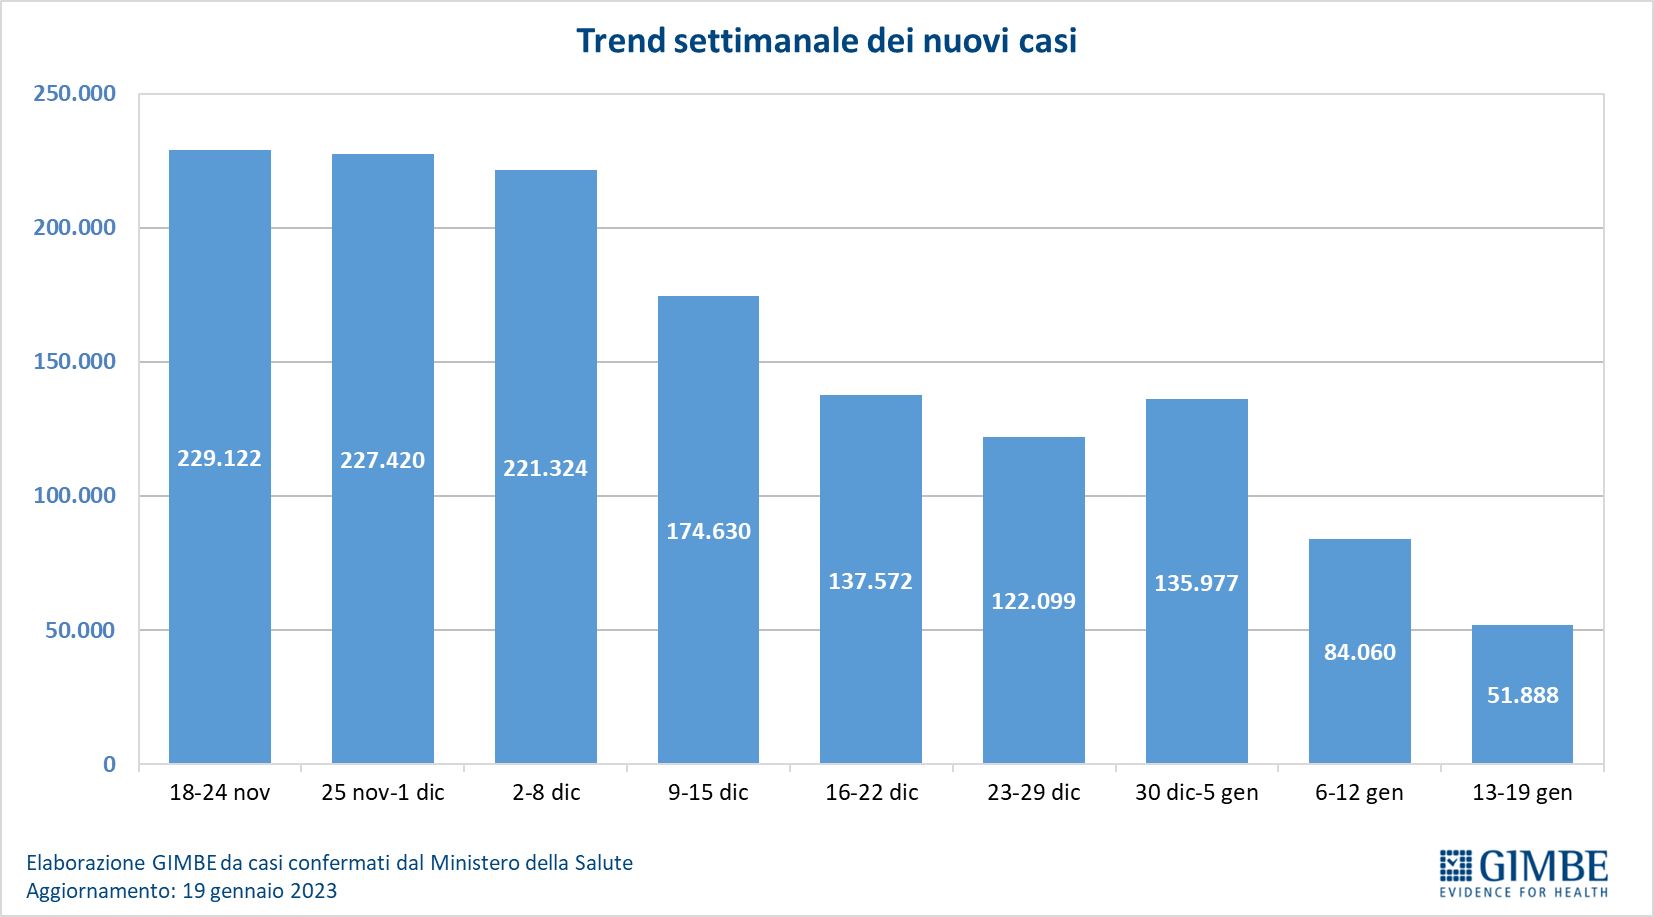 Trend settimanale dei nuovi casi
250.000
200.000
150.000
100.000
50.000
0
229.122
227.420
221.324
174.630
137.572
122.099
135.977
84.060
51.888
18-24 nov
25 nov-1 dic
2-8 dic
9-15 dic
16-22 dic
23-29 dic
30 dic-5 gen
6-12 gen
13-19 gen
Elaborazione GIMBE da casi confermati dal Ministero della Salute
Aggiornamento: 19 gennaio 2023
GIMBE
EVIDENCE FOR HEALTH